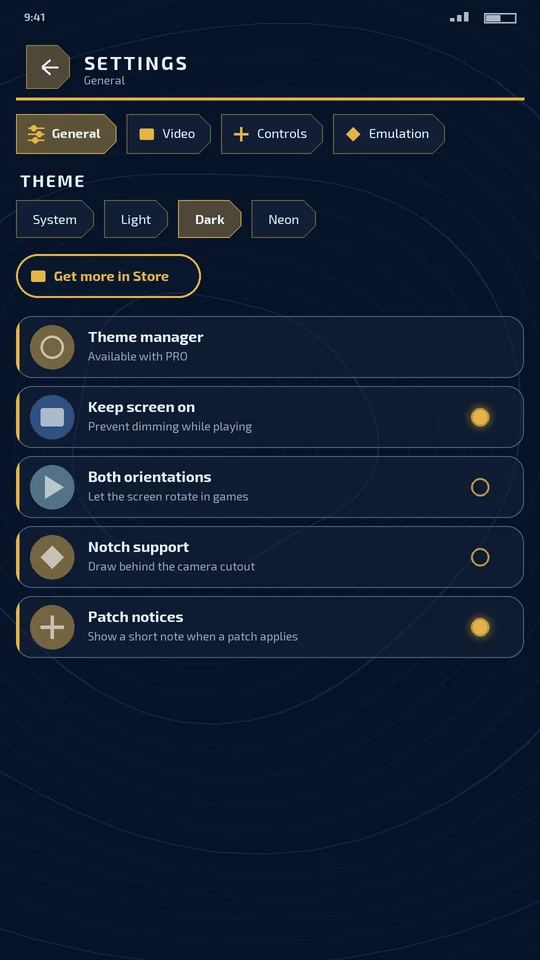 9:41
SETTINGS
General
General
Video
Controls
Emulation
THEME
System
Light
Dark
Neon
Get more in Store
Theme manager
Available with PRO
Keep screen on
Prevent dimming while playing
Both orientations
Let the screen rotate in games
Notch support
Draw behind the camera cutout
Patch notices
Show a short note when a patch applies